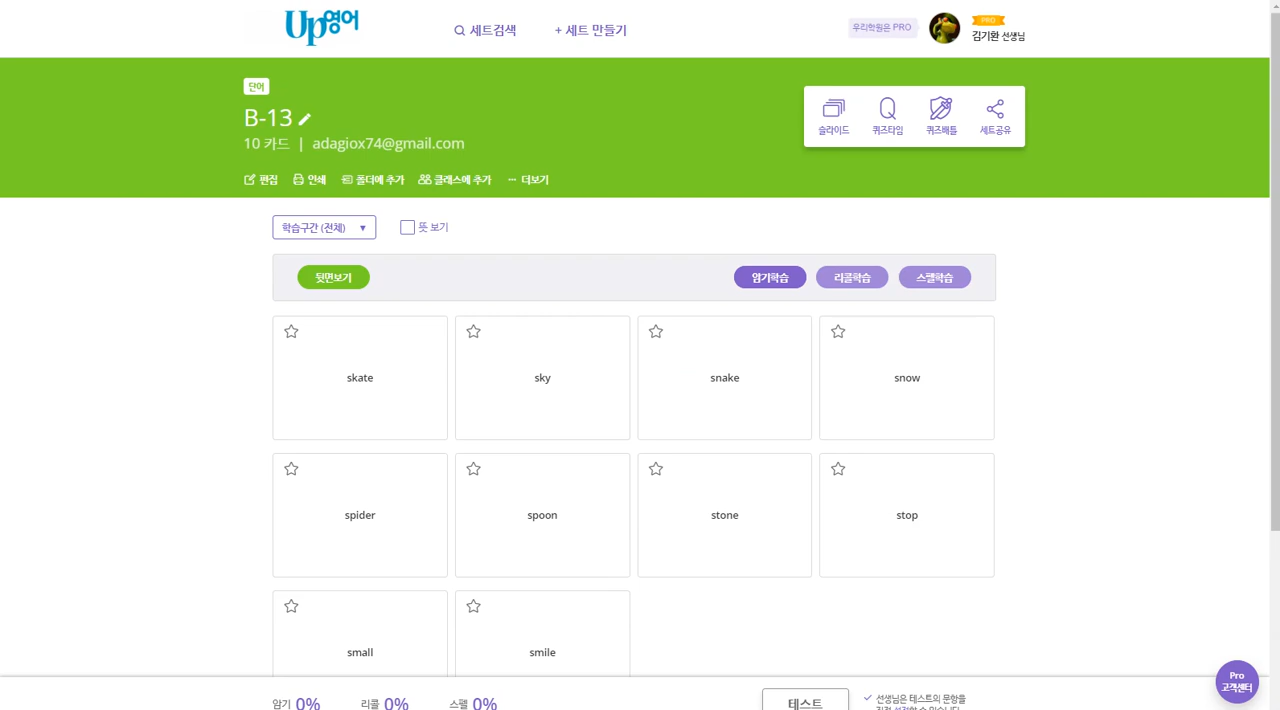 Up영어
세트검색
+ 세트 만들기
우리학원은 PRO
PRO
김기환 선생님
단어
B-13
10 카드 | adagiox74@gmail.com
슬라이드
퀴즈타임
퀴즈배틀
세트공유
편집
인쇄
폴더에 추가
클래스에 추가
더보기
학습구간 (전체) ▼
뜻 보기
뒷면보기
암기학습
리콜학습
스펠학습
skate
sky
snake
snow
spider
spoon
stone
stop
small
smile
암기 0%
리콜 0%
스펠 0%
테스트
선생님은 테스트의 문항을
Pro
고객센터